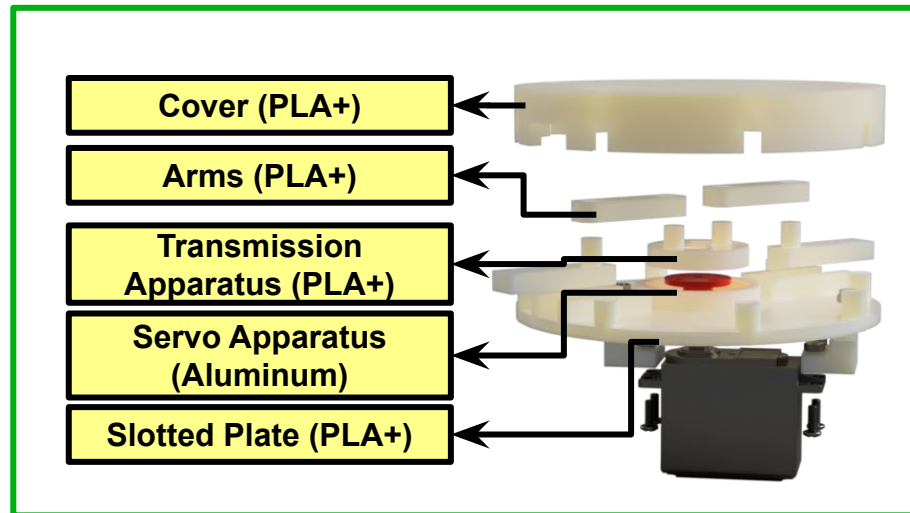 Cover (PLA+)
Arms (PLA+)
Transmission
Apparatus (PLA+)
Servo Apparatus
(Aluminum)
Slotted Plate (PLA+)